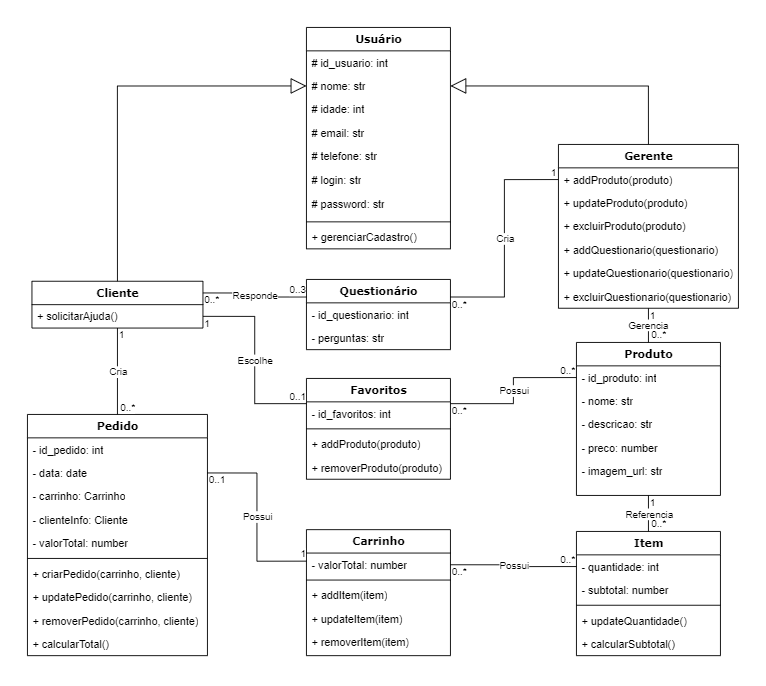 Usuário
# id_usuario: int
# nome: str
# idade: int
# email: str
# telefone: str
# login: str
# password: str
+ gerenciarCadastro()
Gerente
+ addProduto(produto)
+ updateProduto(produto)
+ excluirProduto(produto)
+ addQuestionario(questionario)
+ updateQuestionario(questionario)
+ excluirQuestionario(questionario)
1
Cria
0..*
Cliente
+ solicitarAjuda()
0..*
Responde
0..3
Questionário
- id_questionario: int
- perguntas: str
1
Gerencia
0..*
1
Escolhe
0..1
1
Cria
0..*
Favoritos
- id_favoritos: int
+ addProduto(produto)
+ removerProduto(produto)
0..*
Possui
0..*
Produto
- id_produto: int
- nome: str
- descricao: str
- preco: number
- imagem_url: str
Pedido
- id_pedido: int
- data: date
- carrinho: Carrinho
- clienteInfo: Cliente
- valorTotal: number
+ criarPedido(carrinho, cliente)
+ updatePedido(carrinho, cliente)
+ removerPedido(carrinho, cliente)
+ calcularTotal()
0..1
Possui
1
Carrinho
- valorTotal: number
+ addItem(item)
+ updateItem(item)
+ removerItem(item)
0..*
Possui
0..*
1
Referencia
0..*
Item
- quantidade: int
- subtotal: number
+ updateQuantidade()
+ calcularSubtotal()